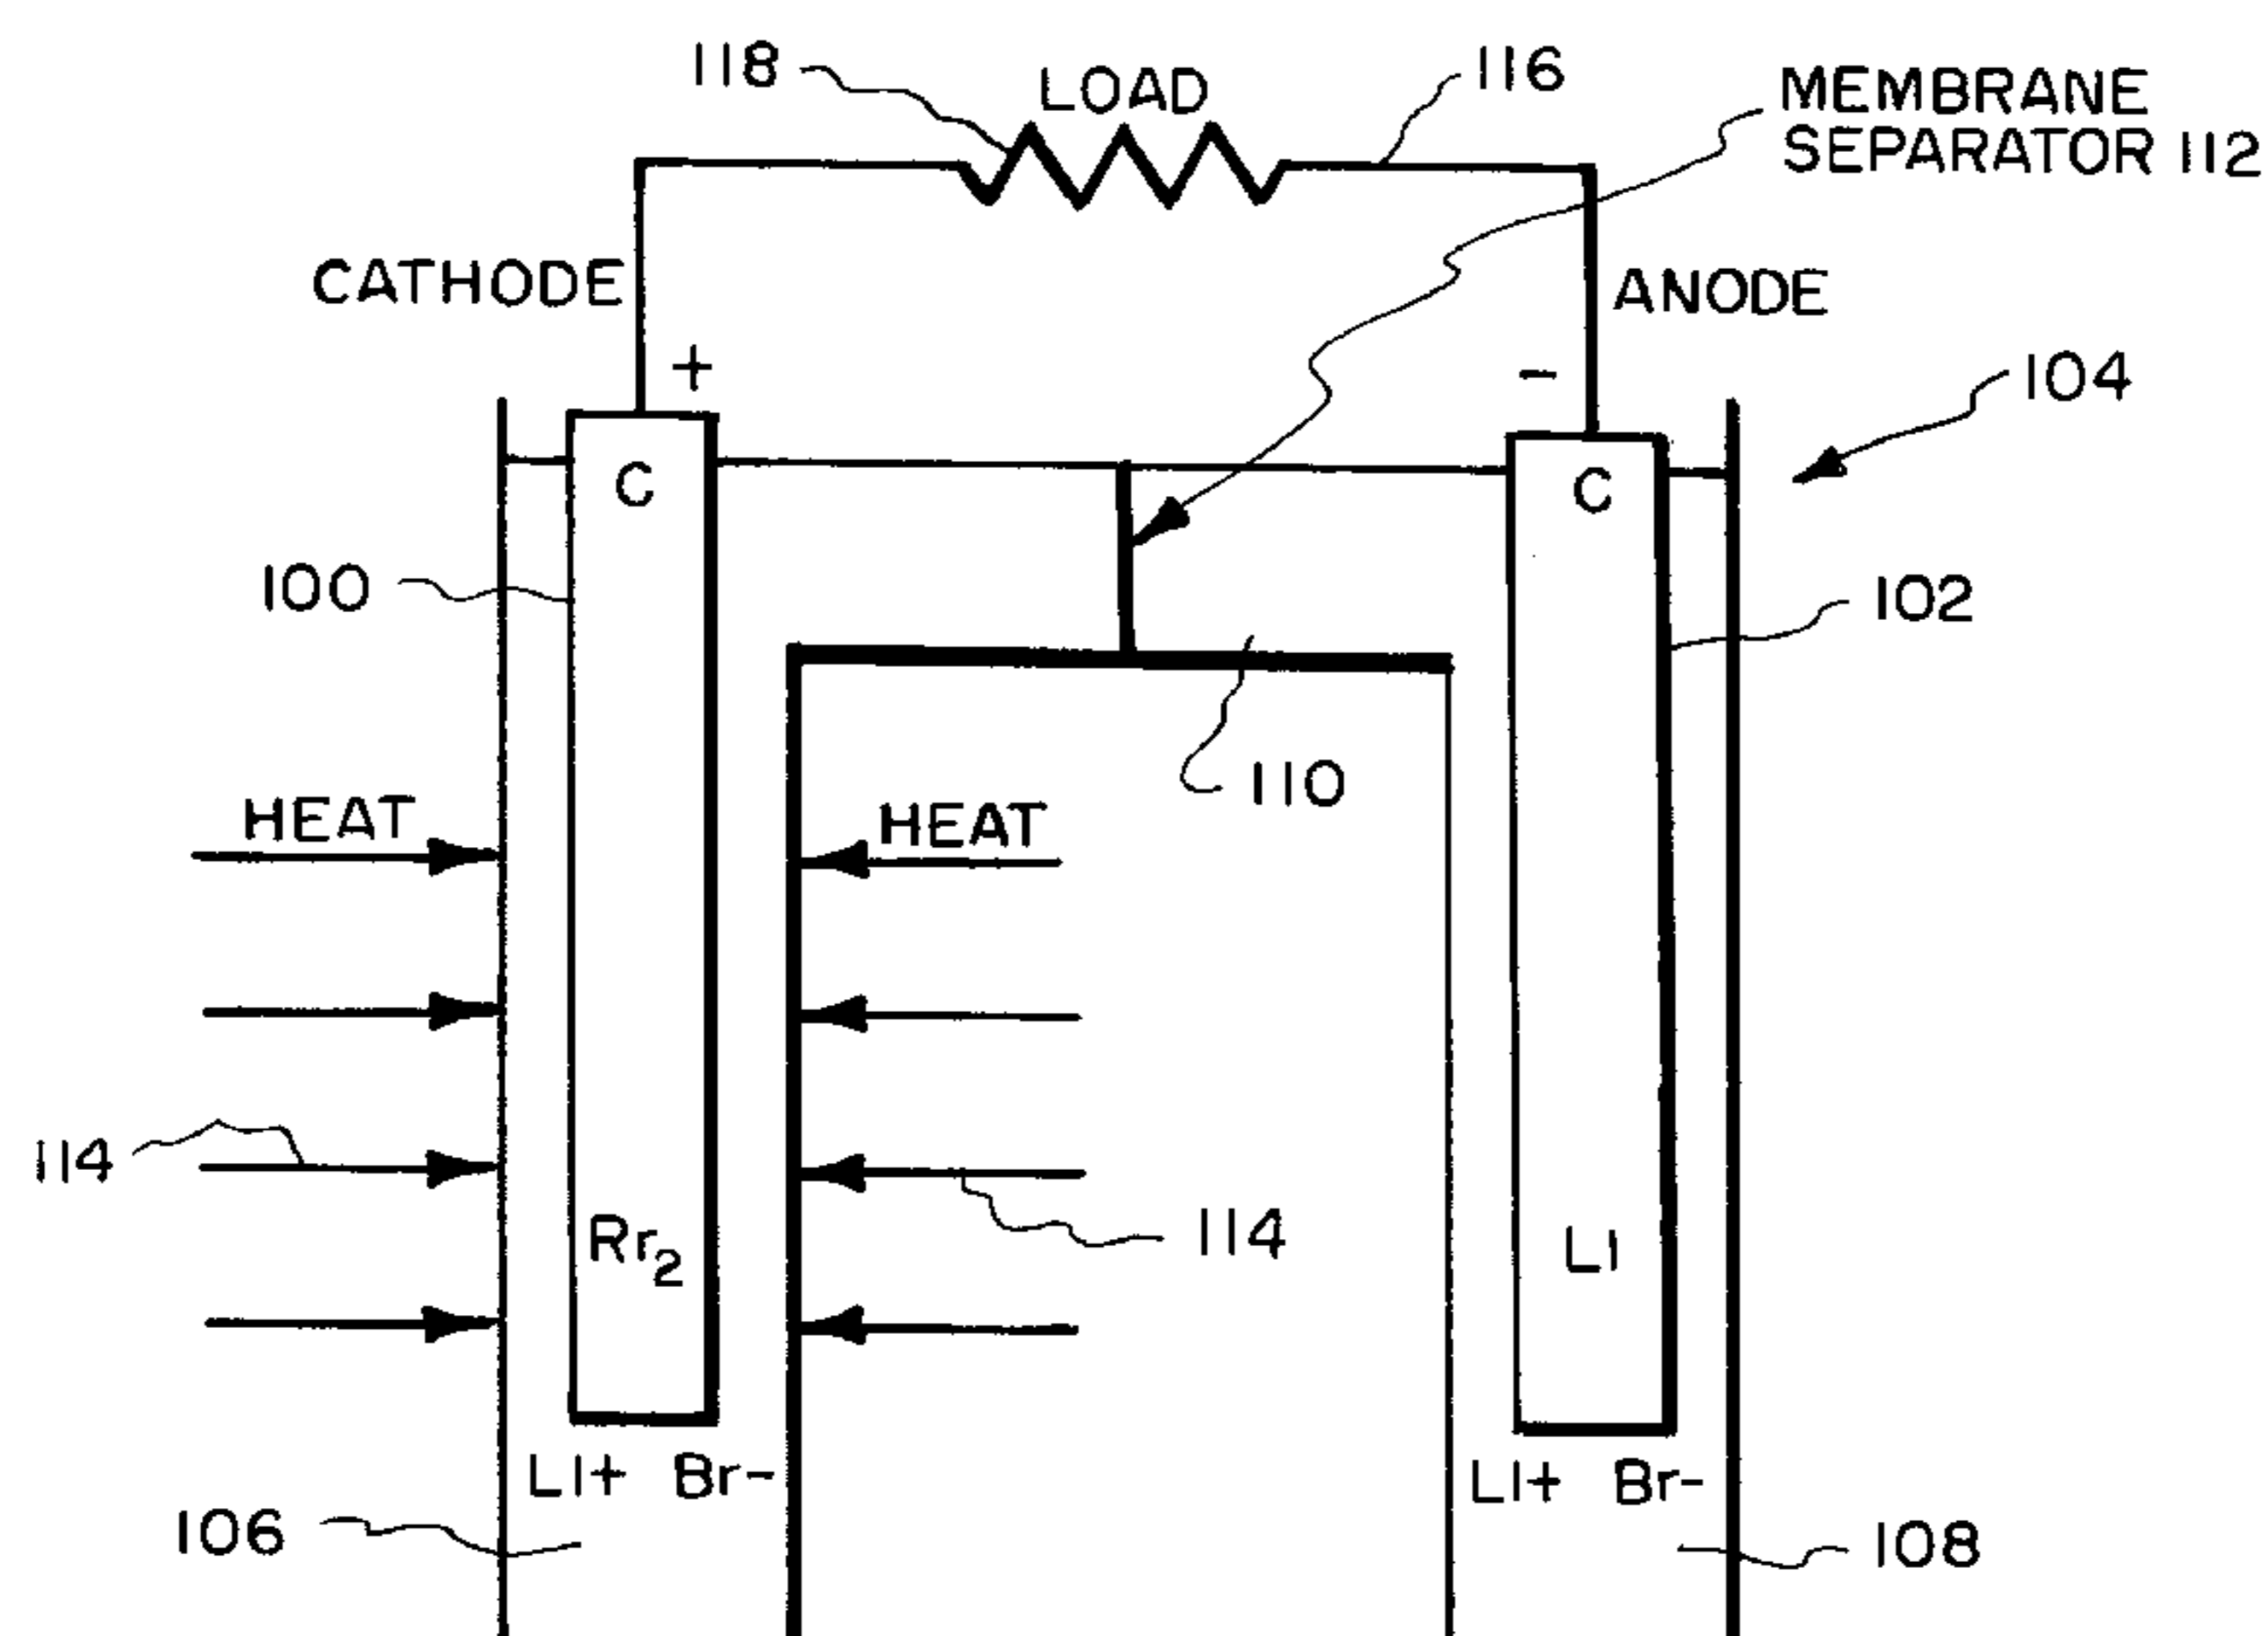 118
LOAD
116
MEMBRANE
SEPARATOR 112
CATHODE
ANODE
+
-
104
C
C
100
102
HEAT
HEAT
110
114
114
Rr2
LI
LI+ Br-
LI+ Br-
106
108